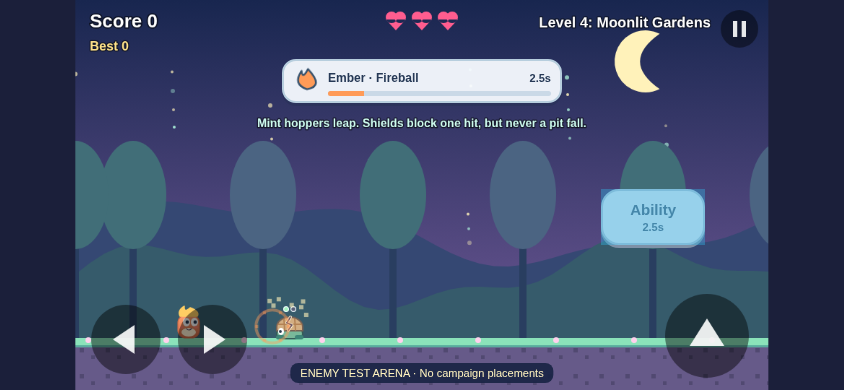 Score 0
Best 0
Level 4: Moonlit Gardens
Ember · Fireball 2.5s
Mint hoppers leap. Shields block one hit, but never a pit fall.
Ability
2.5s
ENEMY TEST ARENA · No campaign placements